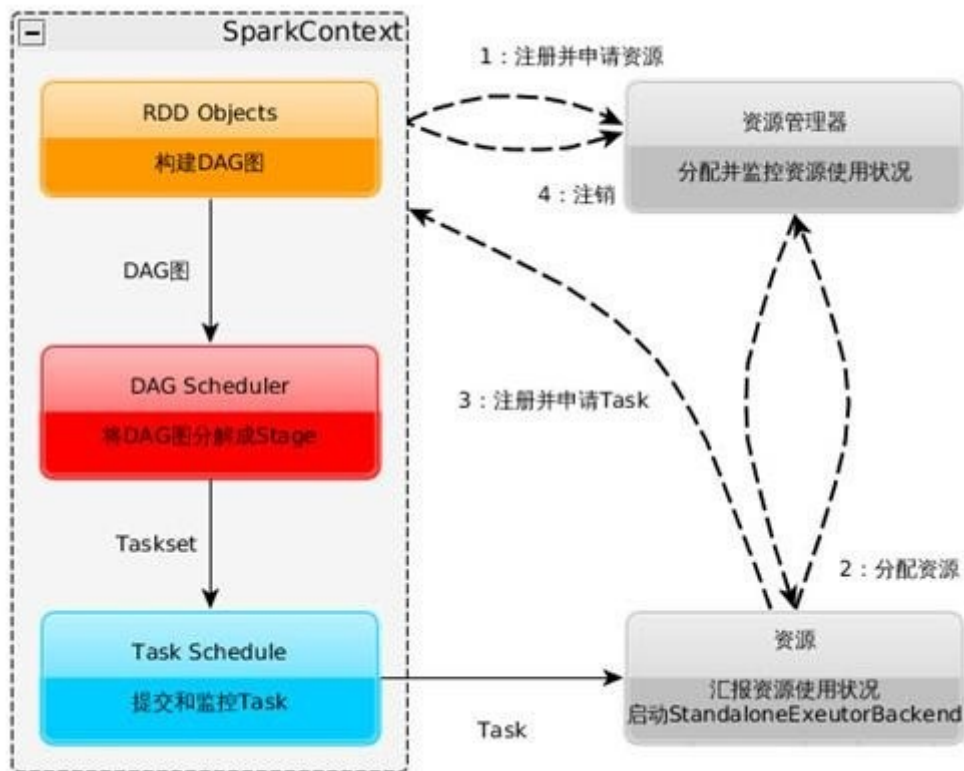 SparkContext
RDD Objects
构建DAG图
DAG图
DAG Scheduler
将DAG图分解成Stage
Taskset
Task Schedule
提交和监控Task
Task
1：注册并申请资源
资源管理器
分配并监控资源使用状况
4：注销
3：注册并申请Task
2：分配资源
资源
汇报资源使用状况
启动StandaloneExeutorBackend